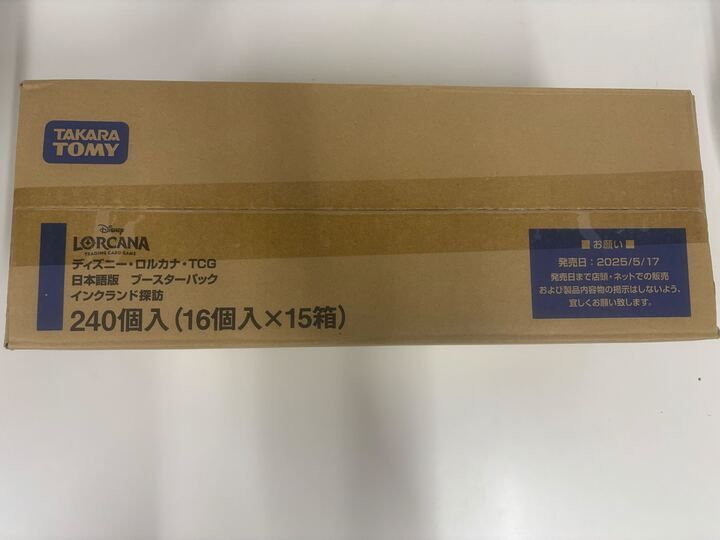 TAKARA
TOMY
Disney
LORCANA
TRADING CARD GAME
ディズニー・ロルカナ・TCG
日本語版 ブースターパック
インクランド探訪
240個入(16個入×15箱)
■お願い■
発売日:2025/5/17
発売日まで店頭・ネットでの販売
および製品内容物の掲示はしないよう、
宜しくお願い致します。